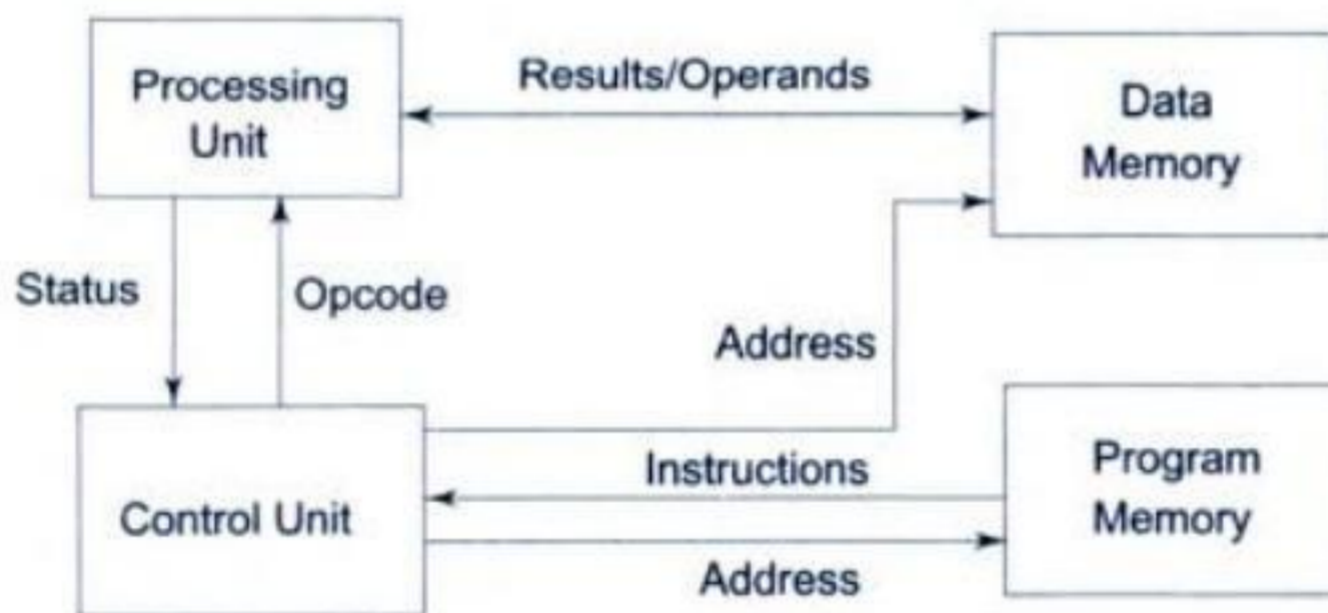 Processing
Unit
Results/Operands
Data
Memory
Status
Opcode
Address
Instructions
Program
Memory
Control Unit
Address